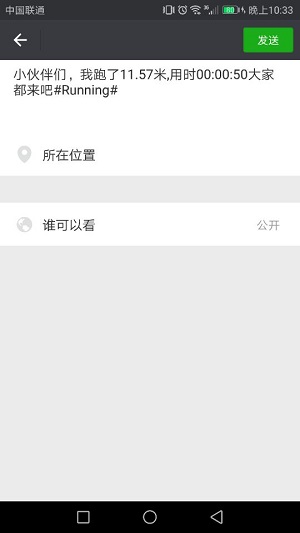 中国联通
晚上10:33
发送
小伙伴们，我跑了11.57米,用时00:00:50大家
都来吧#Running#
所在位置
谁可以看
公开